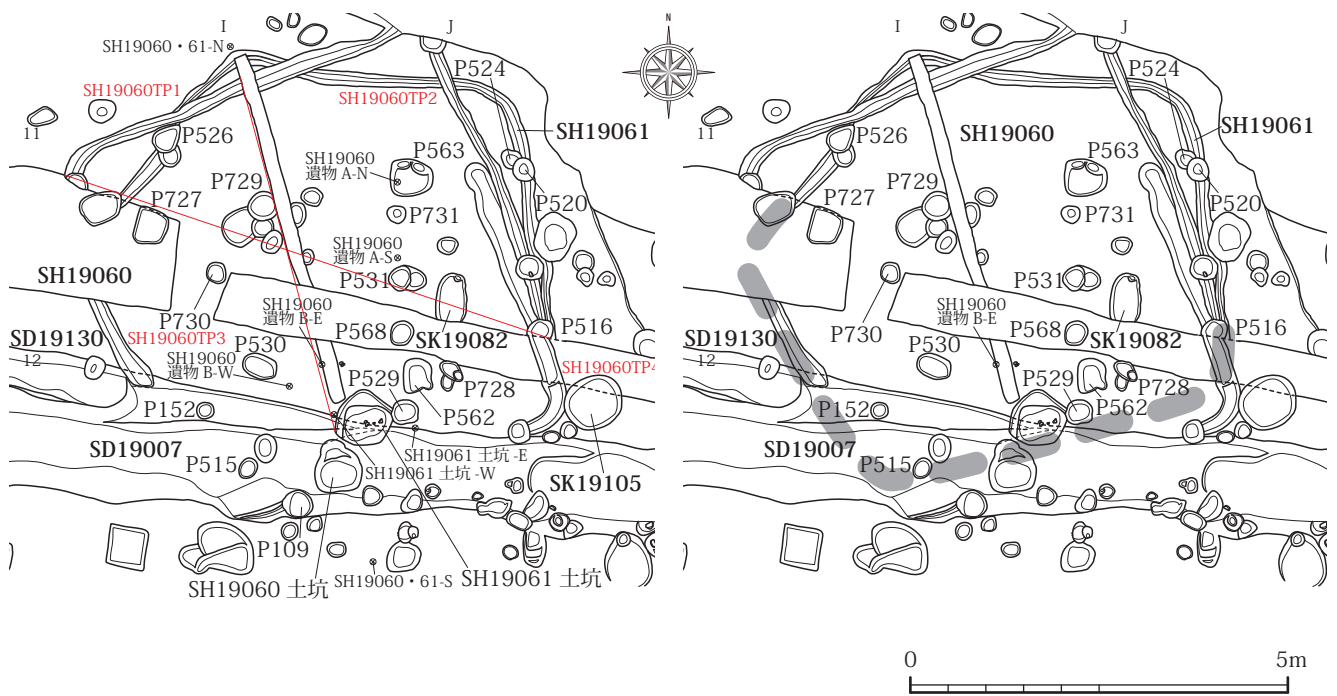 I
J
N
SH19060・61-N
SH19060TP1
SH19060TP2
P524
SH19061
11
P526
SH19060
遺物 A-N
P563
P727
P729
P731
P520
SH19060
遺物 A-S
P531
SH19060
P730
SH19060
遺物 B-E
P568
SK19082
P516
SD19130
SH19060TP3
12
SH19060
遺物 B-W
P530
SH19060TP4
P529
P728
P562
P152
SD19007
P515
SH19061 土坑 -E
SH19061 土坑 -W
SK19105
P109
SH19060 土坑
SH19060・61-S
SH19061 土坑
I
J
P524
SH19061
11
P526
SH19060
P563
P727
P729
P731
P520
P531
SH19060
P730
SH19060
遺物 B-E
P568
SK19082
P516
SD19130
12
P530
P529
P728
P562
P152
SD19007
P515
0
5m